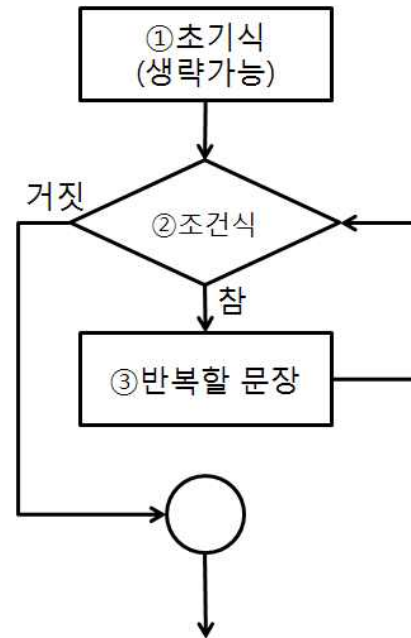 ①초기식
(생략가능)
거짓
②조건식
참
③반복할 문장